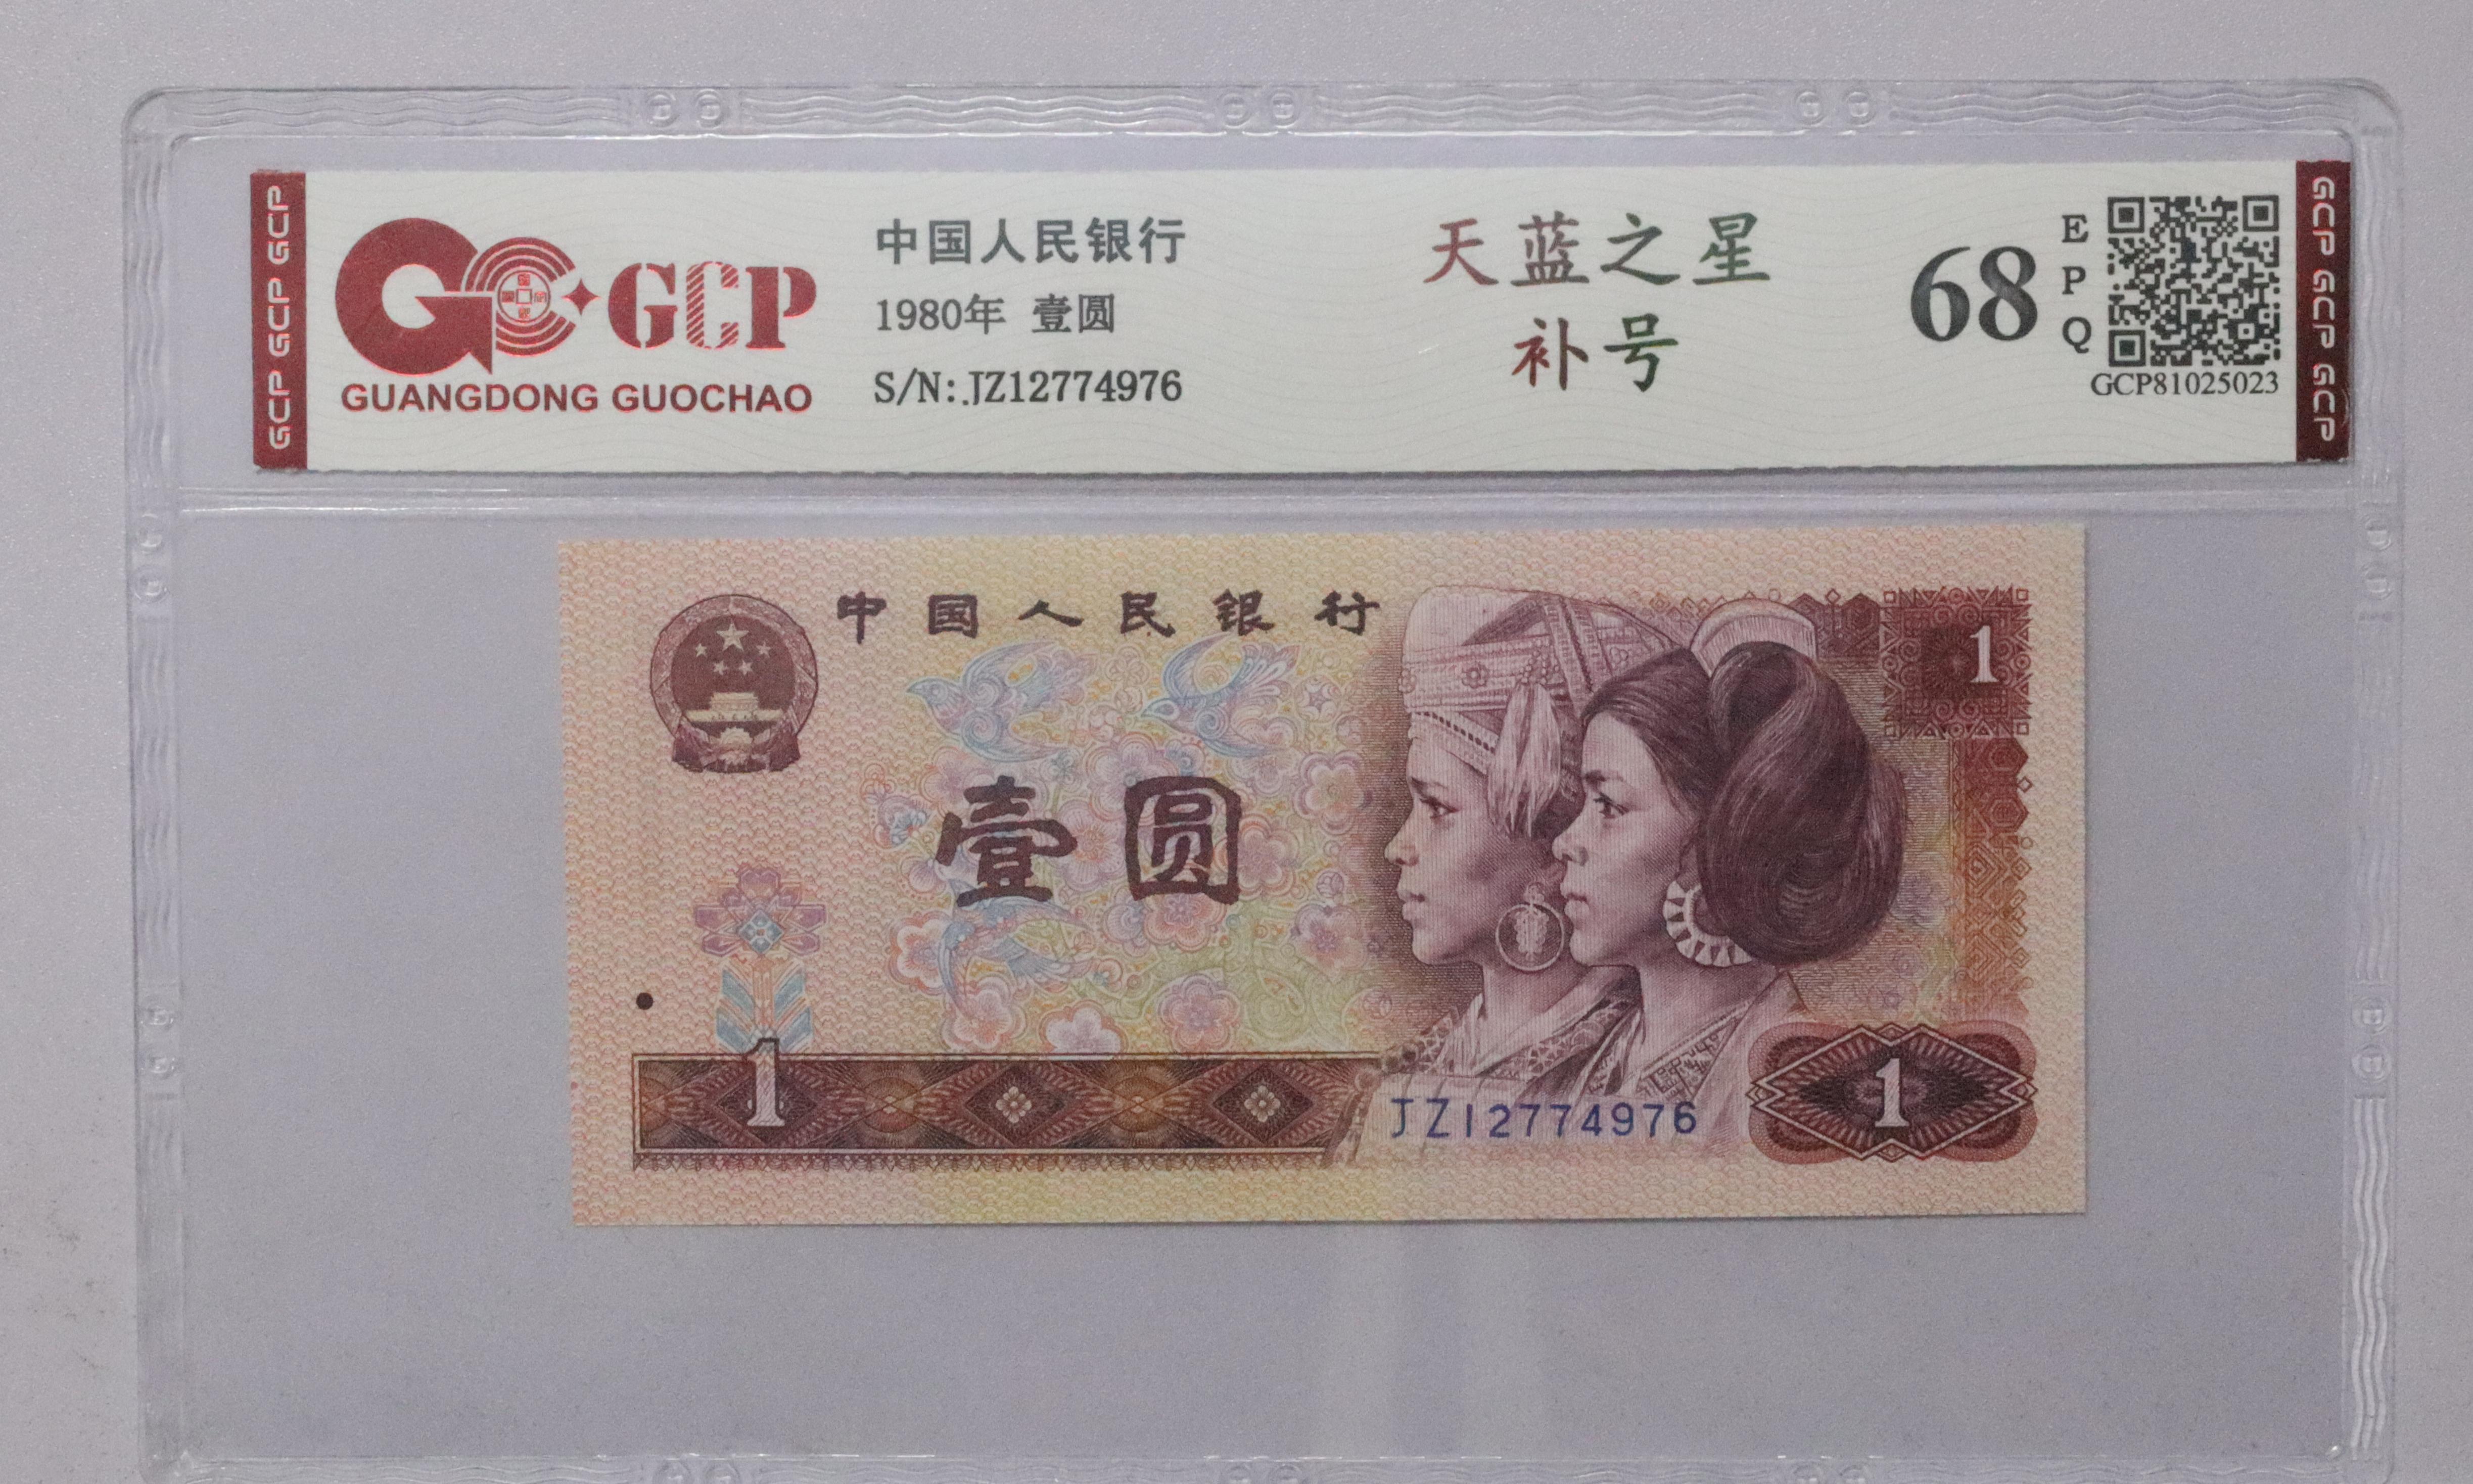 GCP GCP GCP
GCP
GUANGDONG GUOCHAO
中国人民银行
1980年 壹圆
S/N: JZ12774976
天蓝之星
补号
68
EPQ
GCP81025023
GCP GCP GCP
中国人民银行
1
壹圆
1
JZ12774976
1